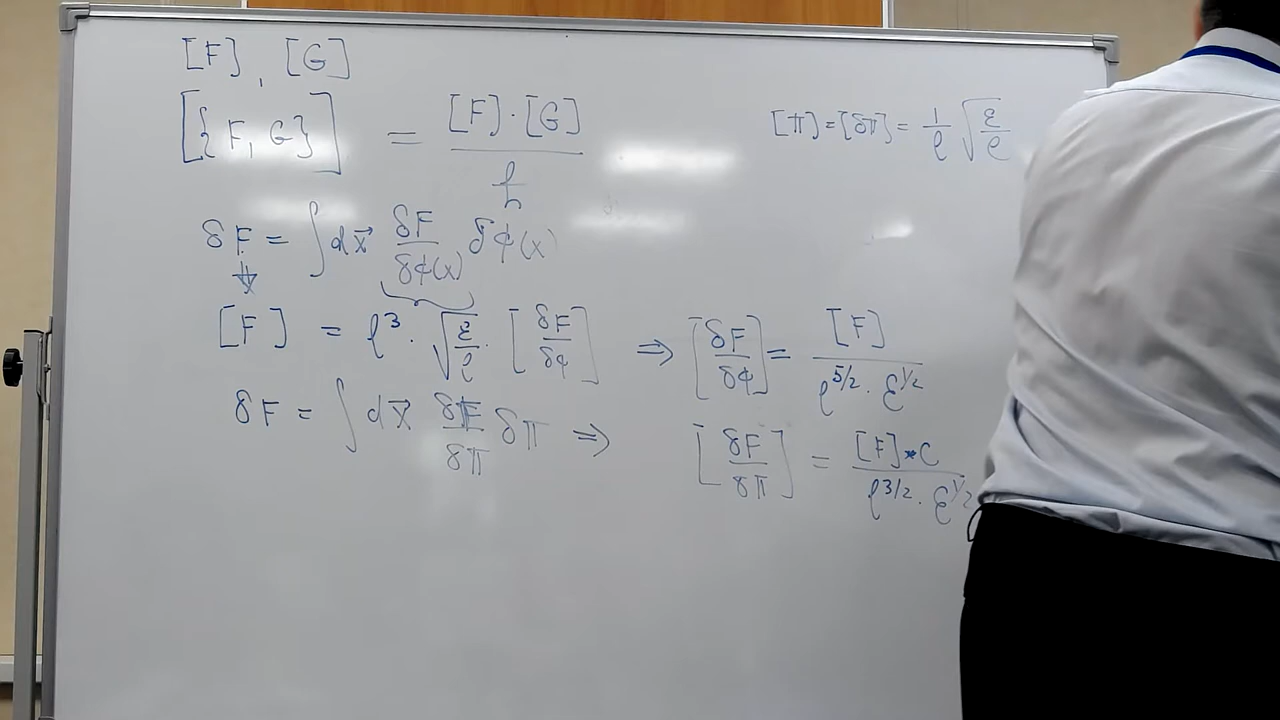 [F], [G]
[{F, G}] = [F]·[G] / ℏ
[π] = [δπ] = 1/ℓ √(ε/ℓ)
δF = ∫ dx⃗ δF/δϕ(x) δϕ(x)
[F] = ℓ³ · √(ε/ℓ) · [δF/δϕ] ⇒ [δF/δϕ] = [F] / ℓ^5/2 · ε^1/2
δF = ∫ dx⃗ δF/δπ δπ ⇒ [δF/δπ] = [F]*C / ℓ^3/2 · ε^1/2